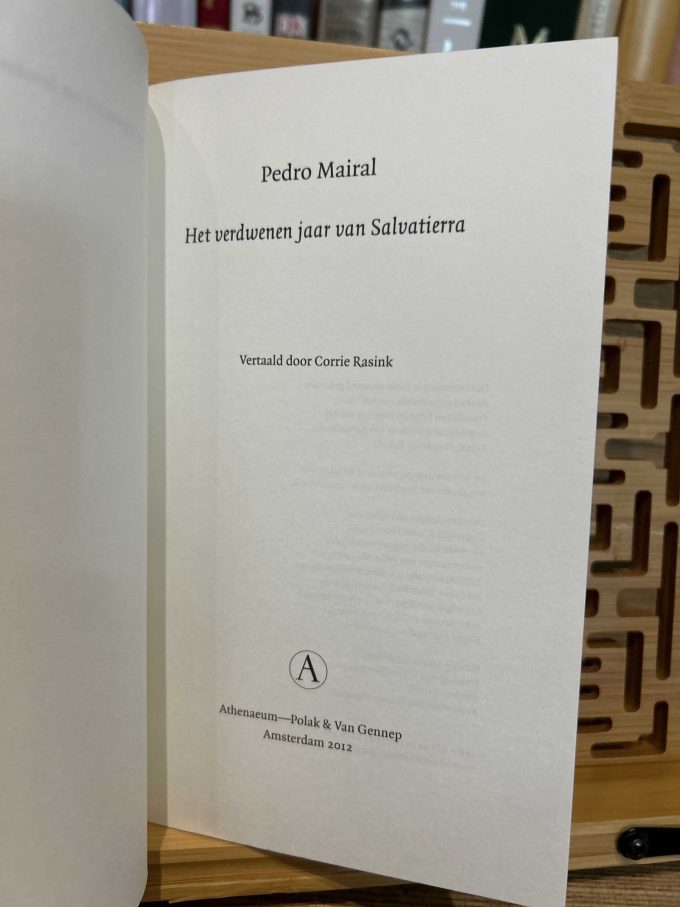 Pedro Mairal
Het verdwenen jaar van Salvatierra
Vertaald door Corrie Rasink
A
Athenaeum—Polak & Van Gennep
Amsterdam 2012